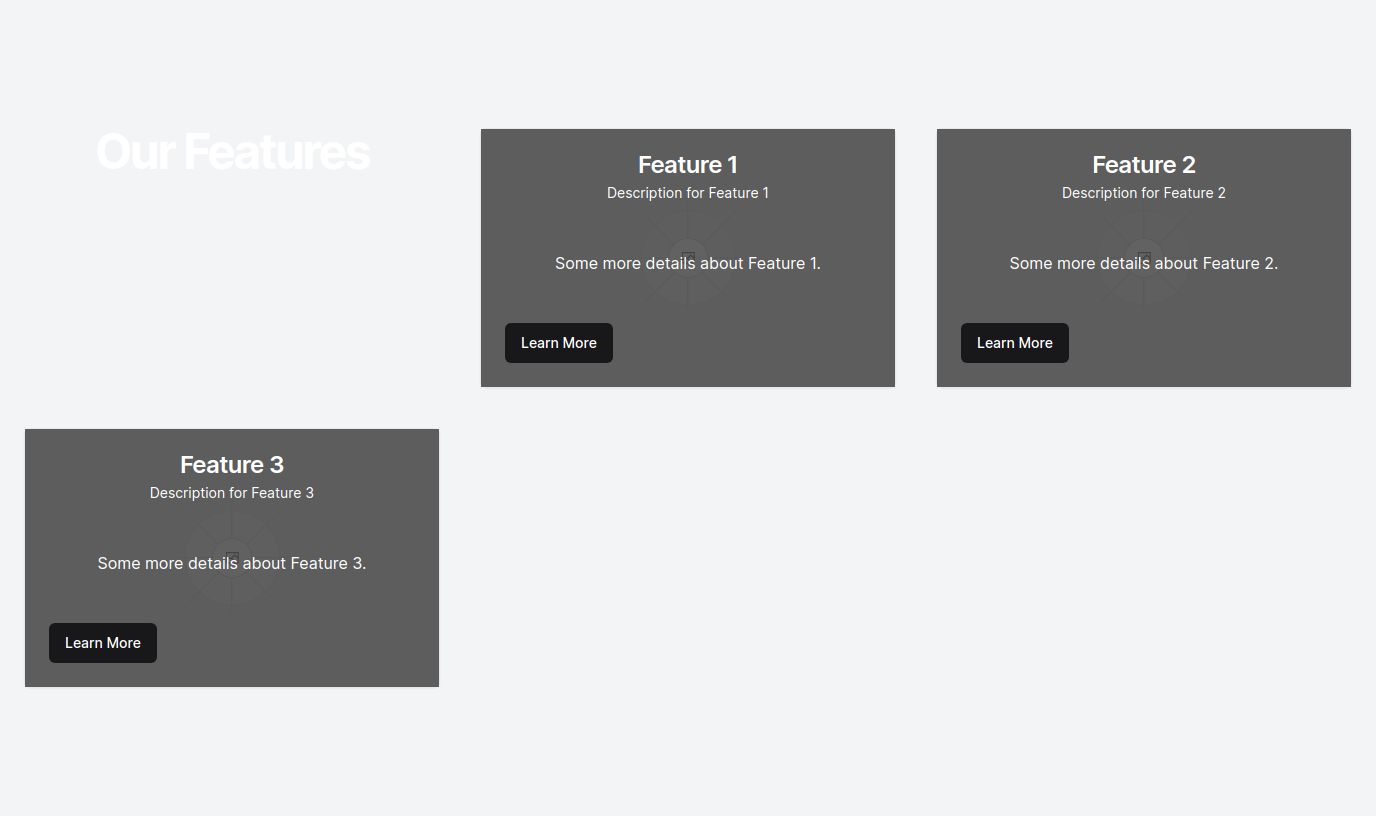 Our Features
Feature 1
Description for Feature 1
Some more details about Feature 1.
Learn More
Feature 2
Description for Feature 2
Some more details about Feature 2.
Learn More
Feature 3
Description for Feature 3
Some more details about Feature 3.
Learn More